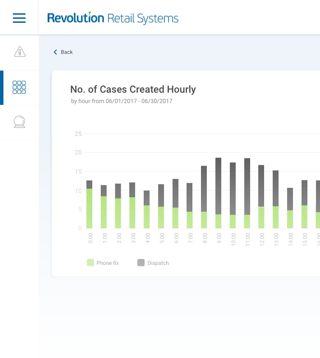 Revolution Retail Systems
Back
No. of Cases Created Hourly
by hour from 06/01/2017 - 06/30/2017
25
20
15
10
5
0
0:00 1:00 2:00 3:00 4:00 5:00 6:00 7:00 8:00 9:00 10:00 11:00 12:00 13:00 14:00 15:00
Phone fix Dispatch